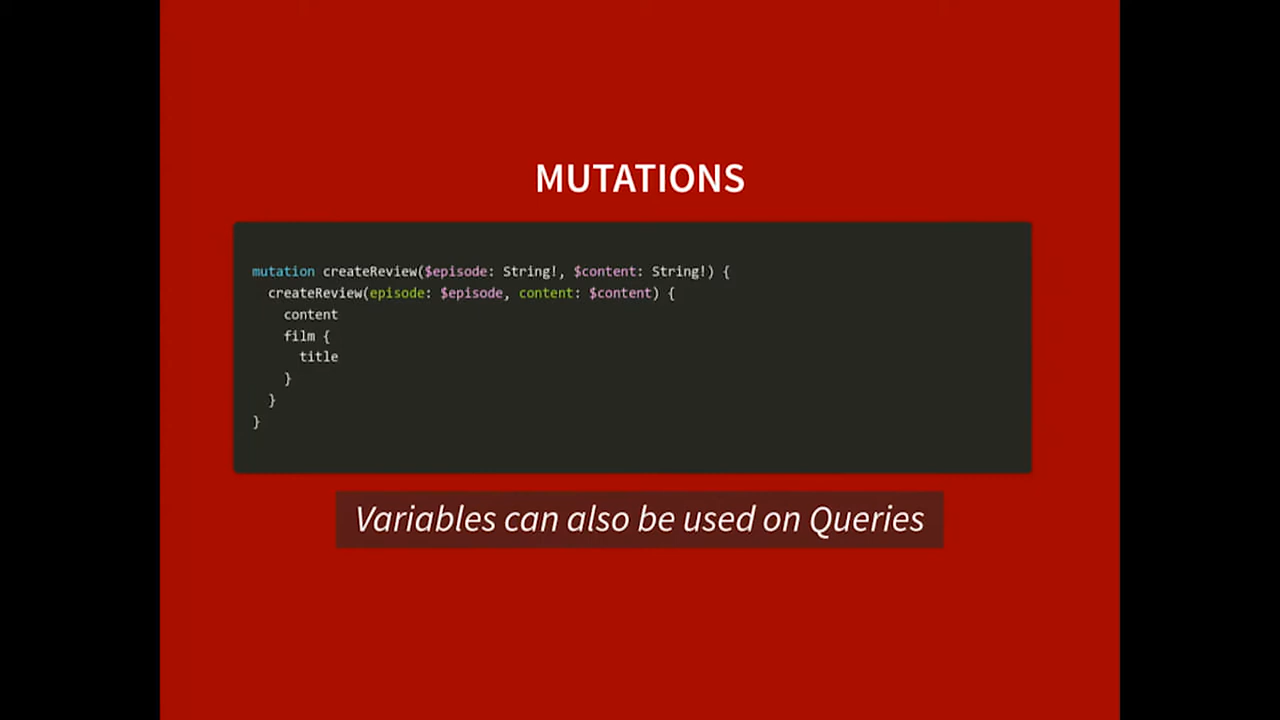 MUTATIONS
mutation createReview($episode: String!, $content: String!) {
createReview(episode: $episode, content: $content) {
content
film {
title
}
}
}
Variables can also be used on Queries